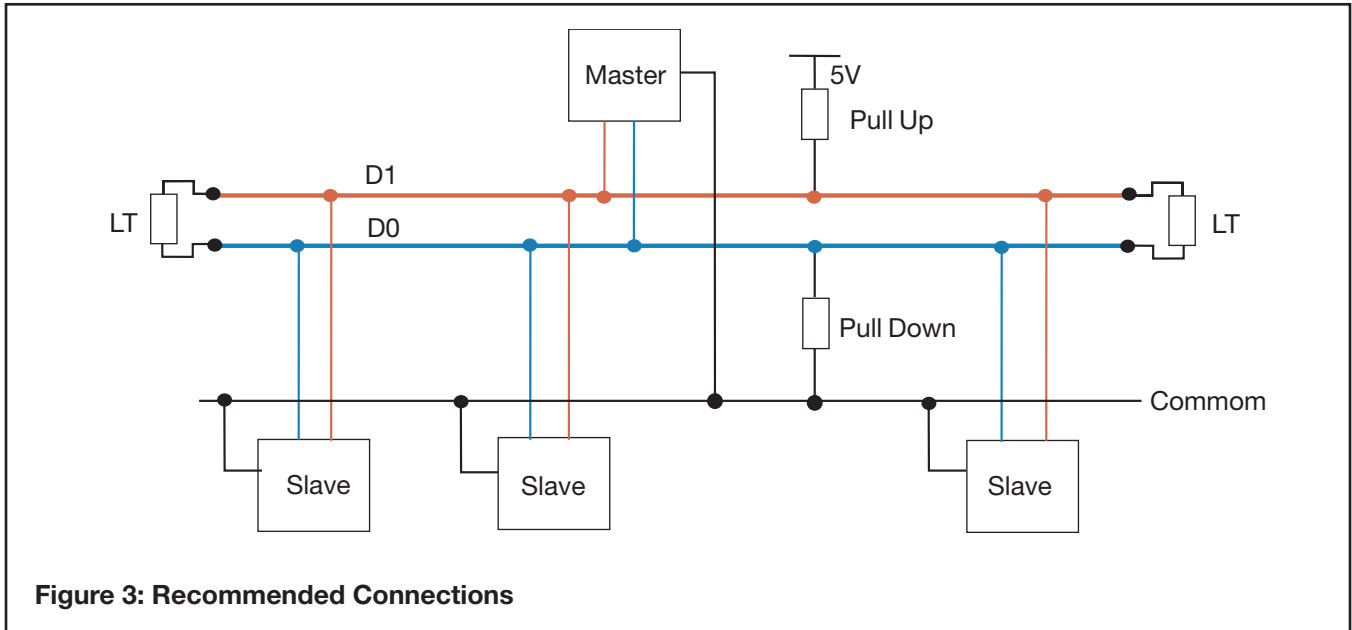 Master
5V
Pull Up
D1
LT
D0
LT
Pull Down
Commom
Slave
Slave
Slave
Figure 3: Recommended Connections